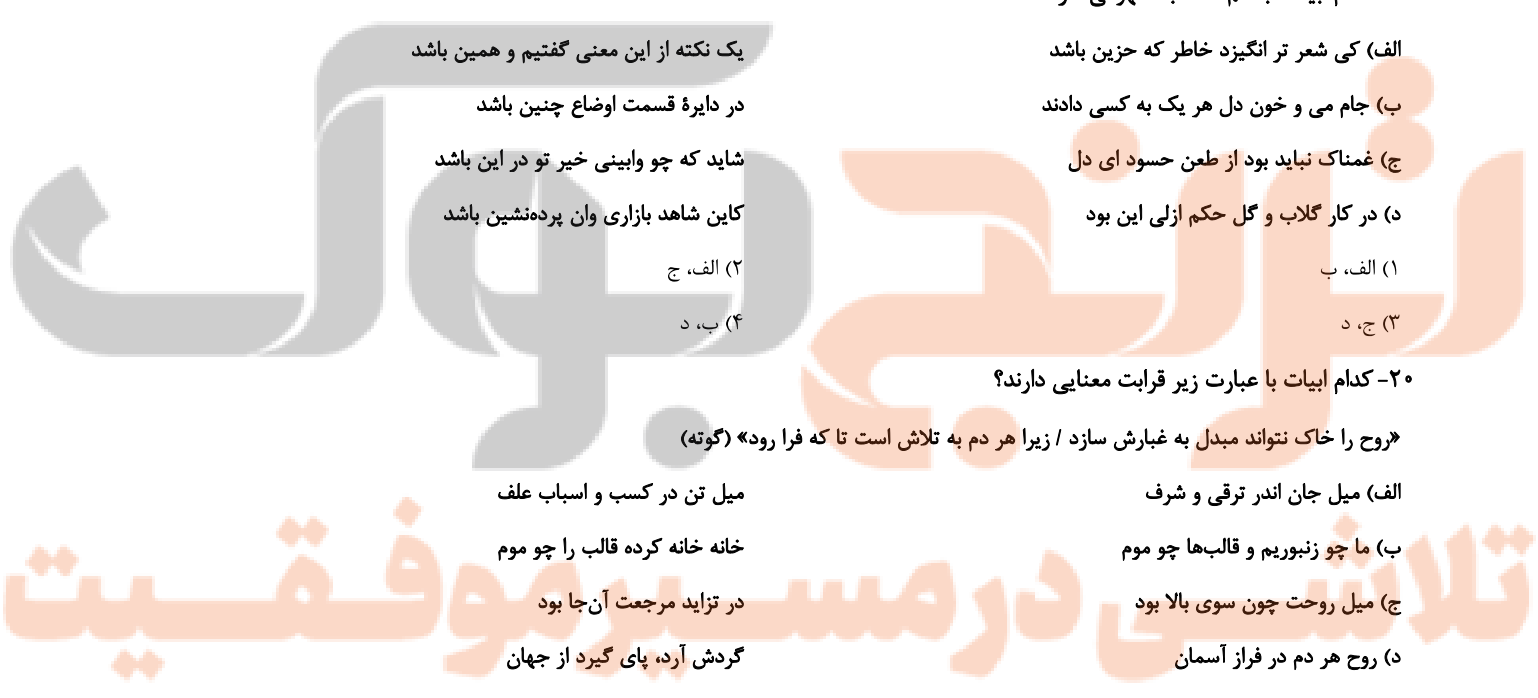 الف) کی شعر تر انگیزد خاطر که حزین باشد یک نکته از این معنی گفتیم و همین باشد
ب) جام می و خون دل هر یک به کسی دادند در دایرهٔ قسمت اوضاع چنین باشد
ج) غمناک نباید بود از طعن حسود ای دل شاید که چو وابینی خیر تو در این باشد
د) در کار گلاب و گل حکم ازلی این بود کاین شاهد بازاری وان پرده‌نشین باشد
۱) الف، ب ۲) الف، ج
۳) ج، د ۴) ب، د
۲۰- کدام ابیات با عبارت زیر قرابت معنایی دارند؟
«روح را خاک نتواند مبدل به غبارش سازد / زیرا هر دم به تلاش است تا که فرا رود» (گوته)
الف) میل جان اندر ترقی و شرف میل تن در کسب و اسباب علف
ب) ما چو زنبوریم و قالب‌ها چو موم خانه خانه کرده قالب را چو موم
ج) میل روحت چون سوی بالا بود در تزاید مرجعت آن‌جا بود
د) روح هر دم در فراز آسمان گردش آرد، پای گیرد از جهان
ترنج بوک
تلاشی در مسیر موفقیت